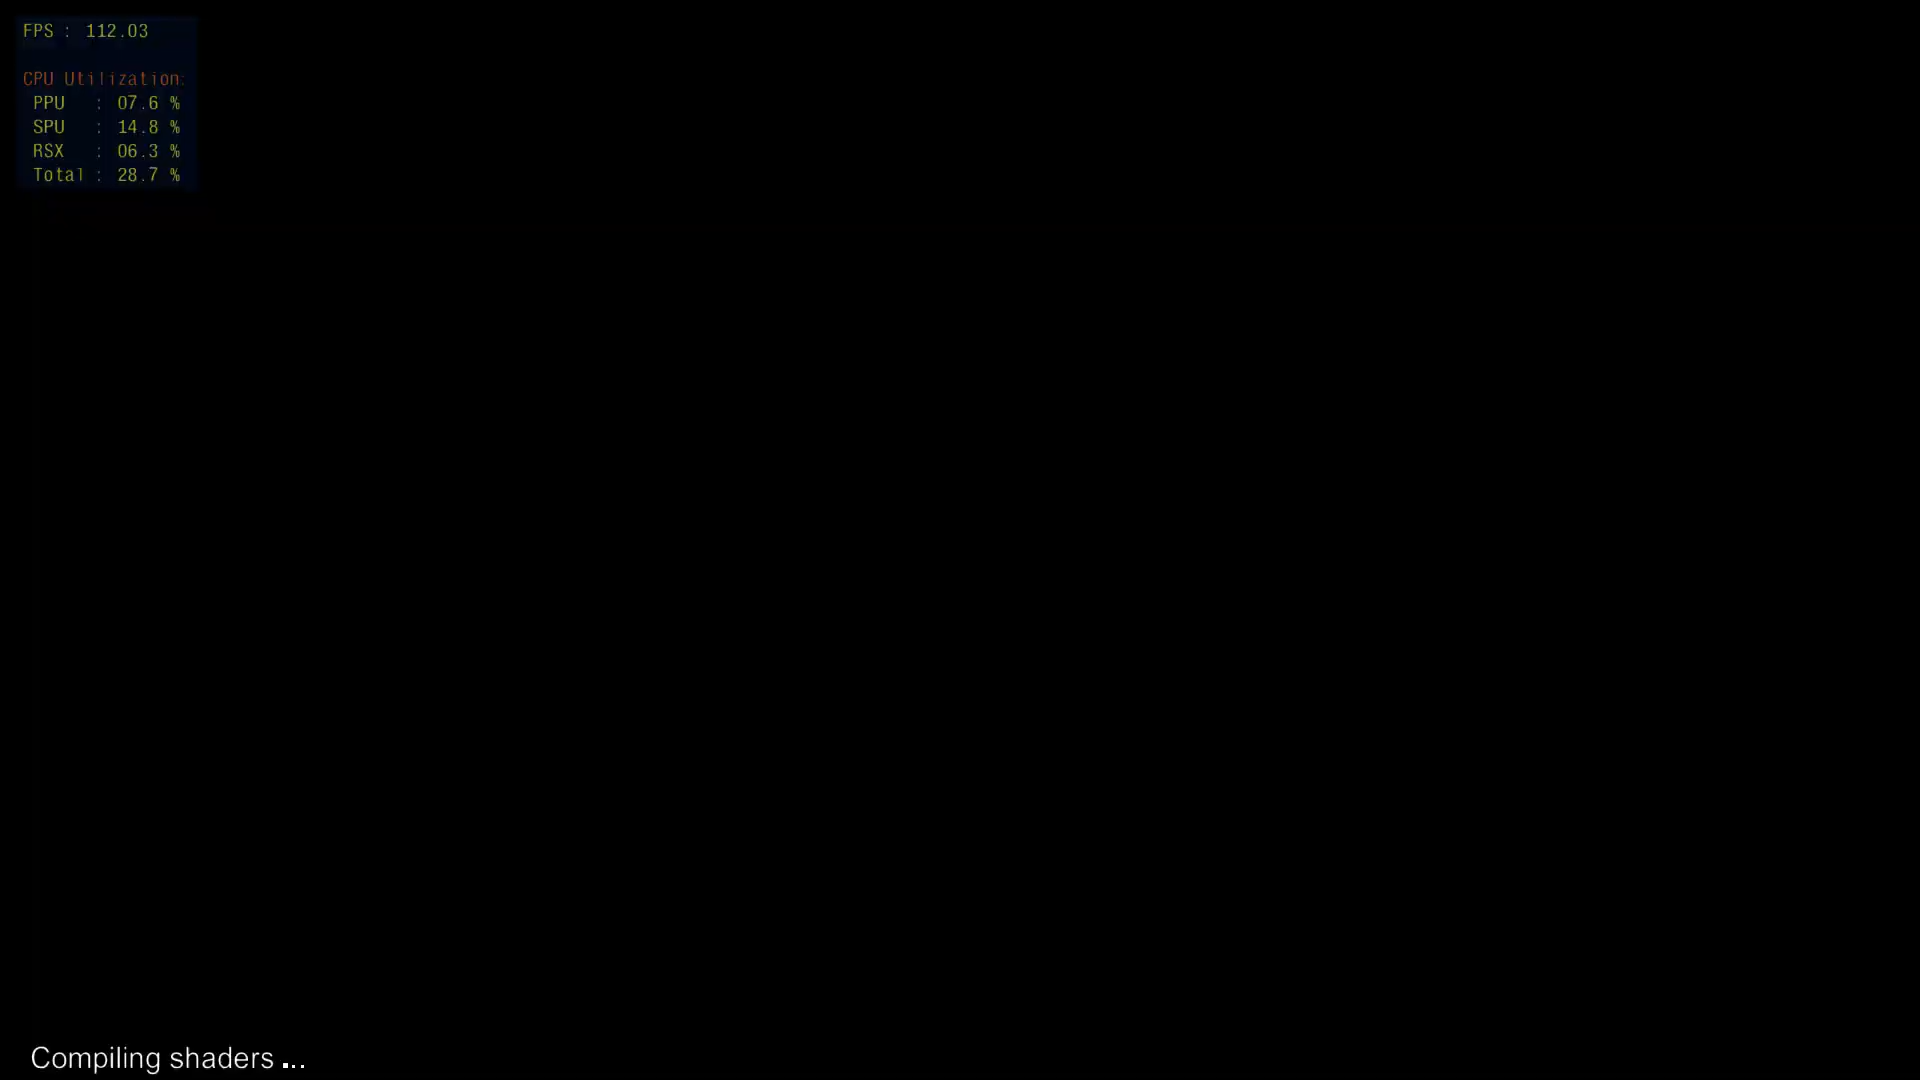 FPS : 112.03
CPU Utilization:
PPU : 07.6 %
SPU : 14.8 %
RSX : 06.3 %
Total : 28.7 %
Compiling shaders ...